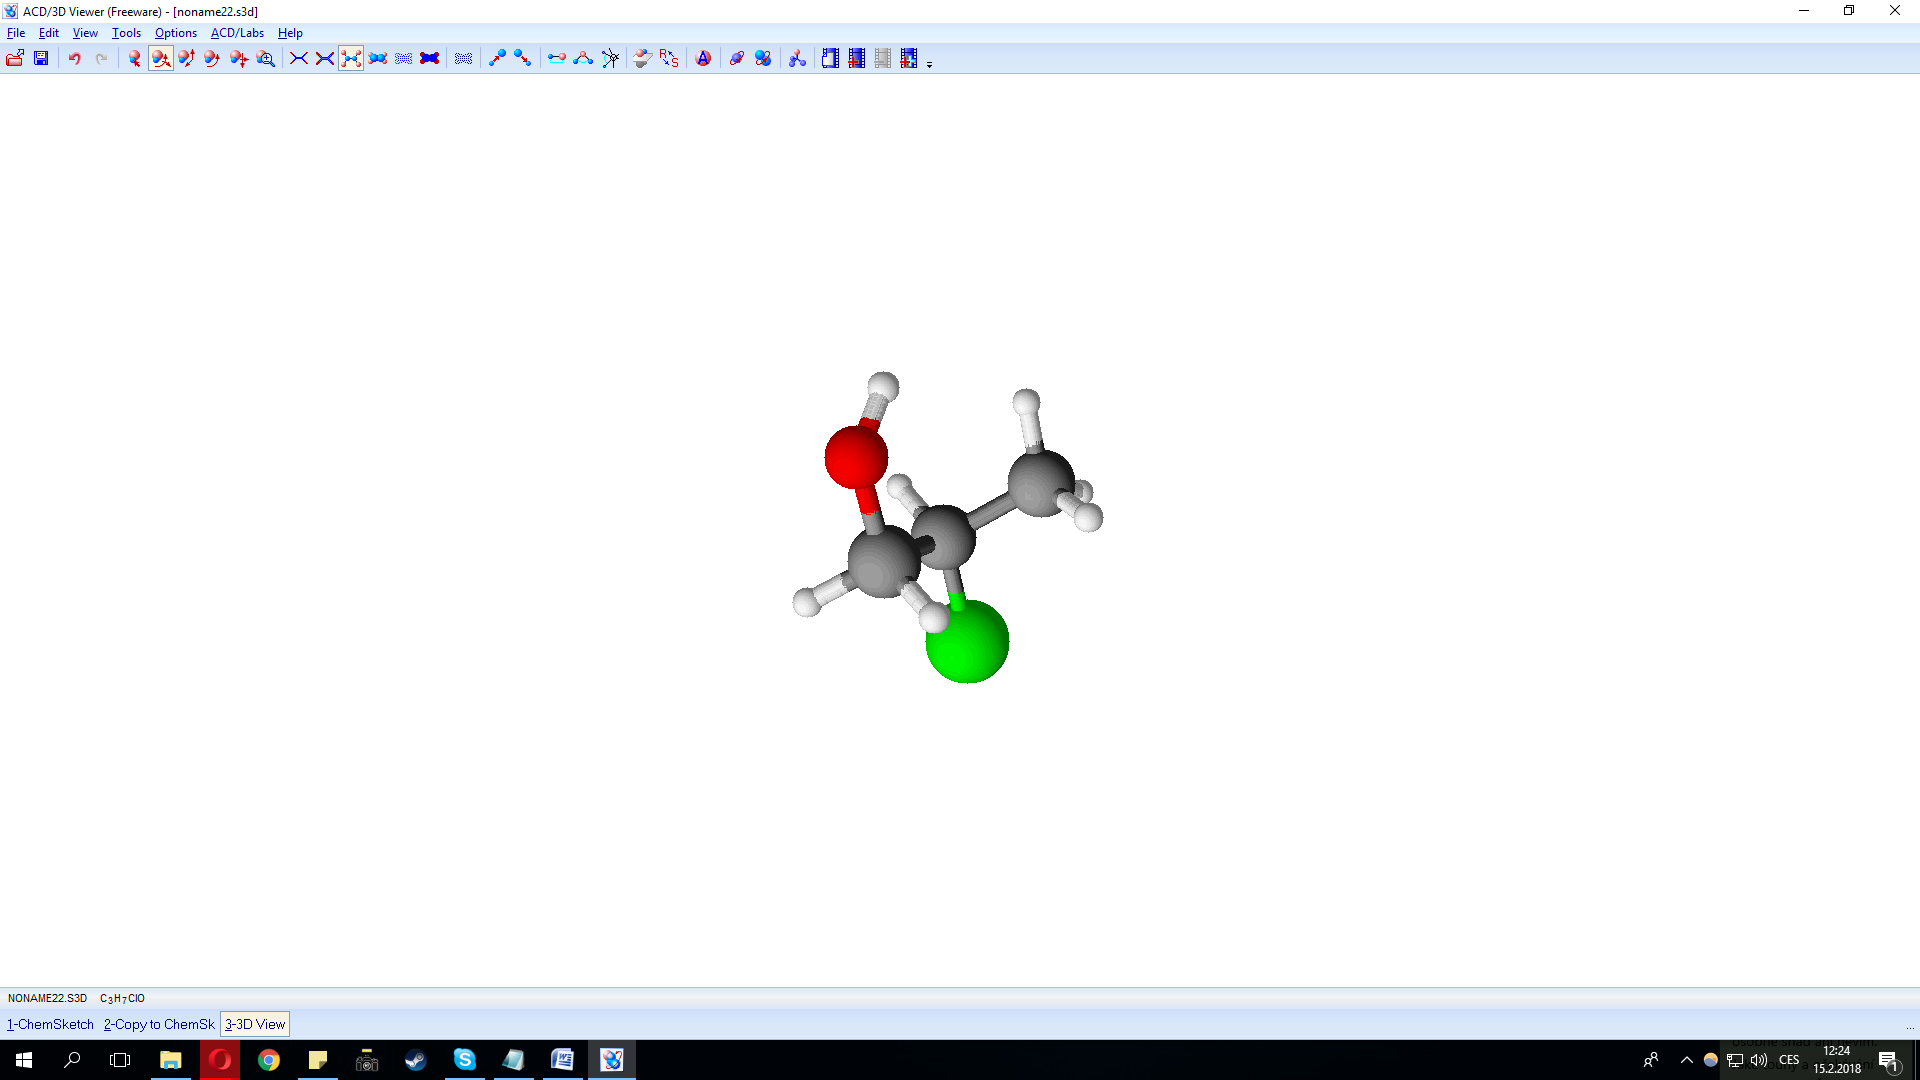 ACD/3D Viewer (Freeware) - [noname22.s3d]
File Edit View Tools Options ACD/Labs Help
NONAME22.S3D C3H7ClO
1-ChemSketch 2-Copy to ChemSk 3-3D View
...
12:24
CES
15.2.2018
1